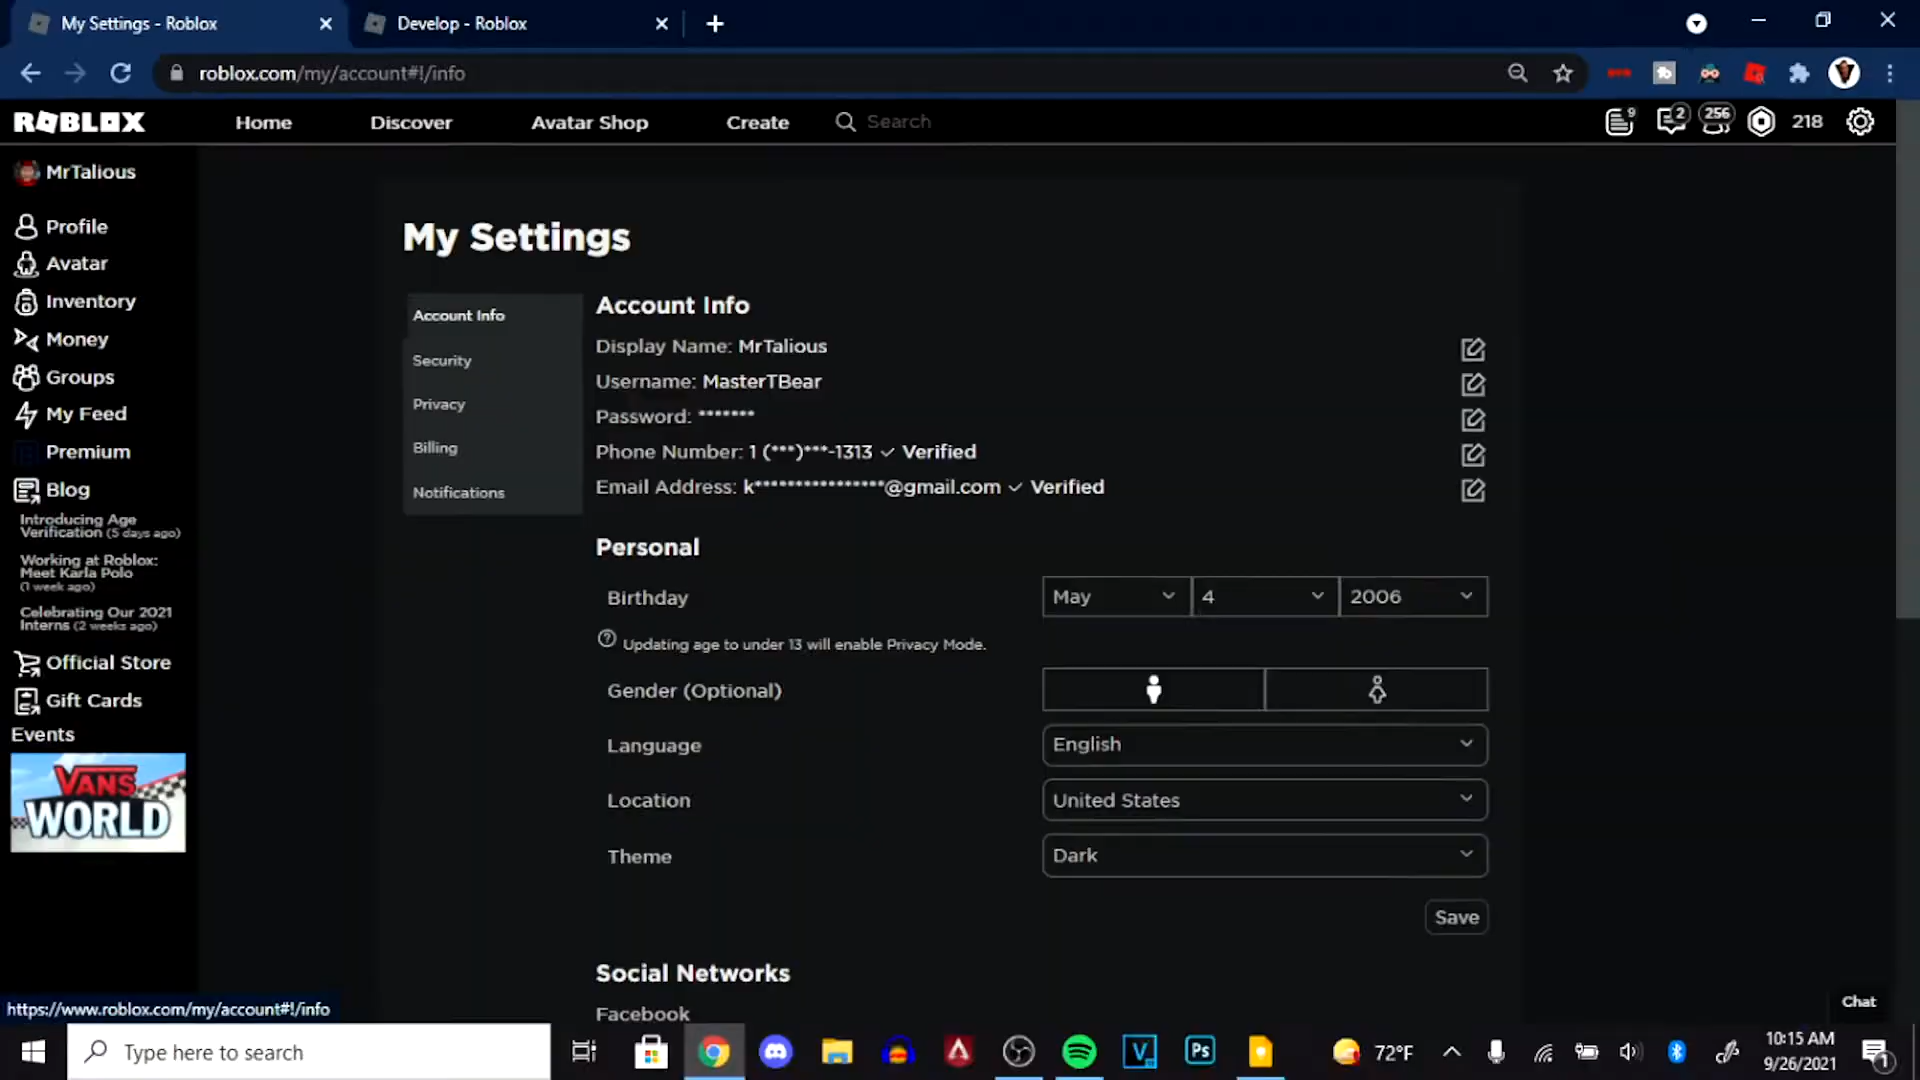 My Settings - Roblox
Develop - Roblox
roblox.com/my/account#!/info
ROBLOX
Home
Discover
Avatar Shop
Create
Search
9
2
256
218
MrTalious
Profile
Avatar
Inventory
Money
Groups
My Feed
Premium
Blog
Introducing Age
Verification (5 days ago)
Working at Roblox:
Meet Karla Polo
(1 week ago)
Celebrating Our 2021
Interns (2 weeks ago)
Official Store
Gift Cards
Events
VANS
WORLD
My Settings
Account Info
Security
Privacy
Billing
Notifications
Account Info
Display Name: MrTalious
Username: MasterTBear
Password: *******
Phone Number: 1 (***)***-1313 ✓ Verified
Email Address: k****************@gmail.com ✓ Verified
Personal
Birthday
May
4
2006
Updating age to under 13 will enable Privacy Mode.
Gender (Optional)
Language
English
Location
United States
Theme
Dark
Save
Social Networks
Facebook
Chat
https://www.roblox.com/my/account#!/info
Type here to search
V
Ps
72°F
10:15 AM
9/26/2021
1